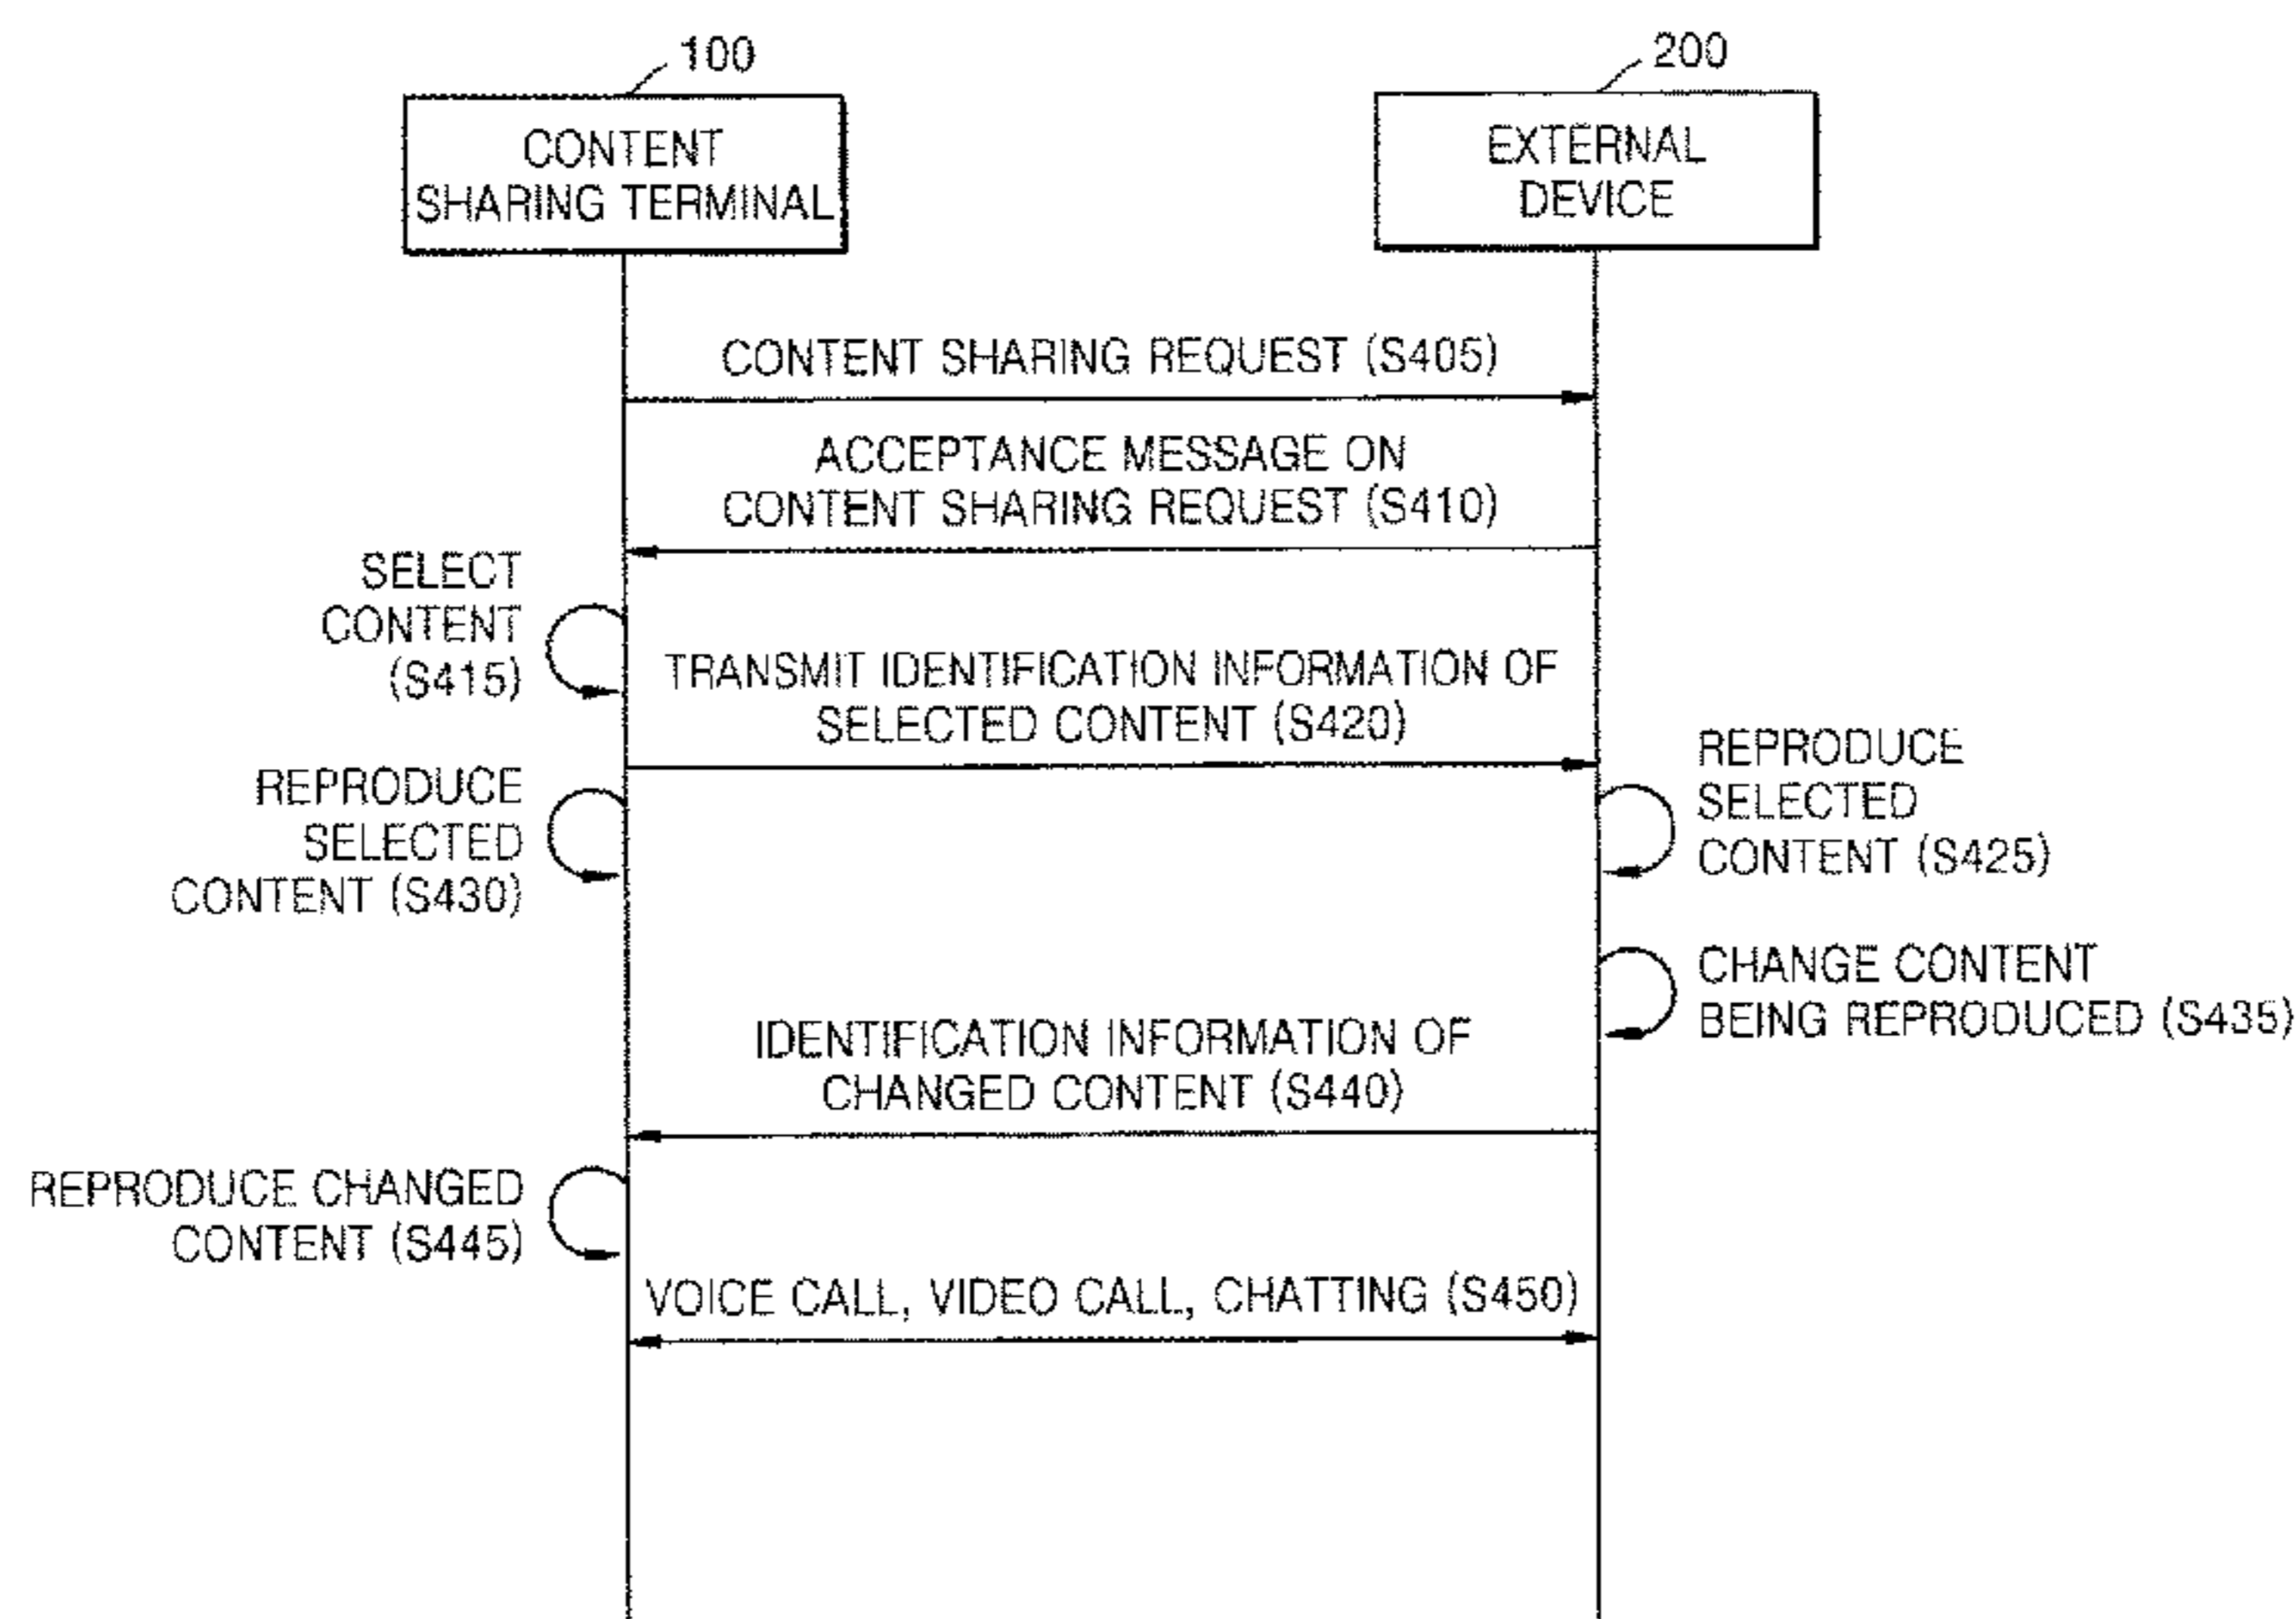 100
200
CONTENT
SHARING TERMINAL
EXTERNAL
DEVICE
CONTENT SHARING REQUEST (S405)
ACCEPTANCE MESSAGE ON
CONTENT SHARING REQUEST (S410)
SELECT
CONTENT
(S415)
TRANSMIT IDENTIFICATION INFORMATION OF
SELECTED CONTENT (S420)
REPRODUCE
SELECTED
CONTENT (S425)
REPRODUCE
SELECTED
CONTENT (S430)
CHANGE CONTENT
BEING REPRODUCED (S435)
IDENTIFICATION INFORMATION OF
CHANGED CONTENT (S440)
REPRODUCE CHANGED
CONTENT (S445)
VOICE CALL, VIDEO CALL, CHATTING (S450)